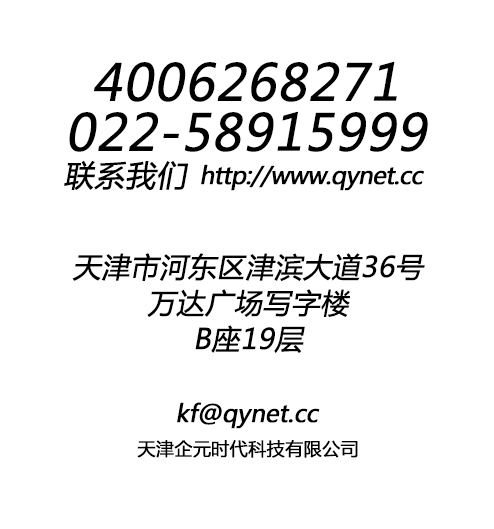 4006268271
022-58915999
联系我们 http://www.qynet.cc
天津市河东区津滨大道36号
万达广场写字楼
B座19层
kf@qynet.cc
天津企元时代科技有限公司